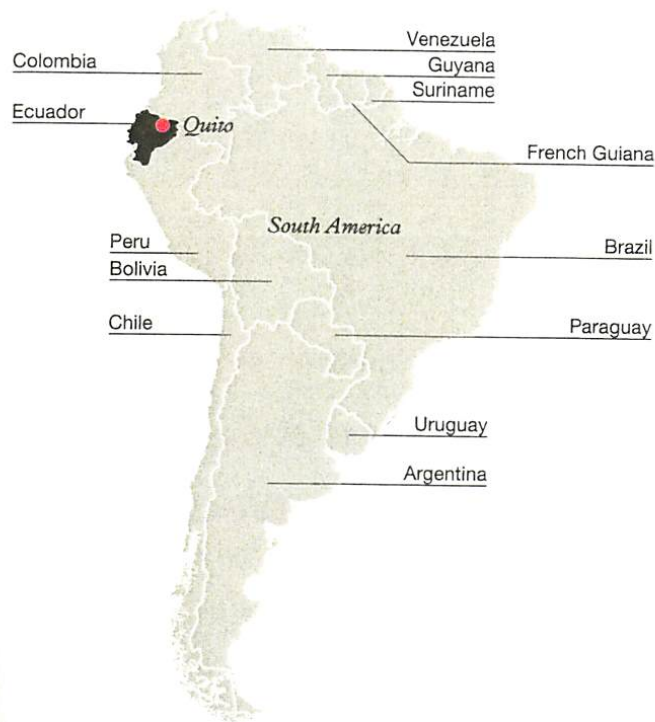 Venezuela
Colombia
Guyana
Suriname
Ecuador
Quito
French Guiana
South America
Peru
Brazil
Bolivia
Chile
Paraguay
Uruguay
Argentina